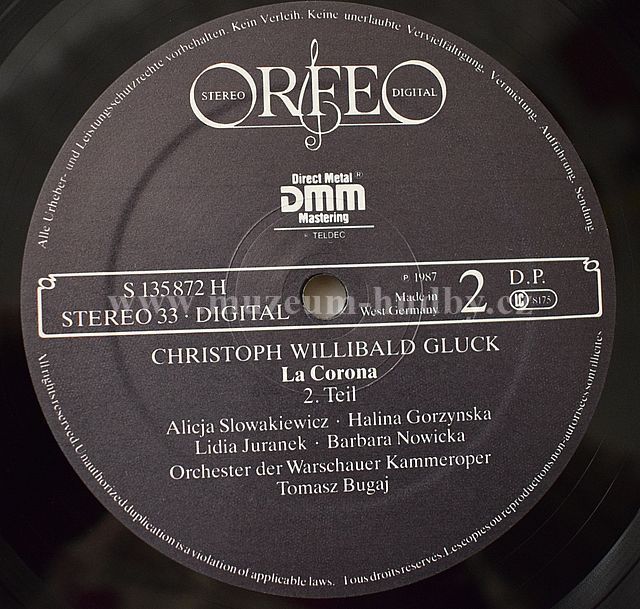 Alle Urheber- und Leistungsschutzrechte vorbehalten. Kein Verleih. Keine unerlaubte Vervielfältigung, Vermietung, Aufführung, Sendung.
ORFEO
STEREO DIGITAL
Direct Metal ®
DMM
Mastering
TELDEC
S 135872 H
STEREO 33 · DIGITAL
℗ 1987
Made in
West Germany
2
D.P.
LC 8175
www.muzeum-hudby.cz
CHRISTOPH WILLIBALD GLUCK
La Corona
2. Teil
Alicja Slowakiewicz · Halina Gorzynska
Lidia Juranek · Barbara Nowicka
Orchester der Warschauer Kammeroper
Tomasz Bugaj
All rights reserved. Unauthorized duplication is a violation of applicable laws. Tous droits reservés. Les copies ou reproductions non-autorisées sont illicites